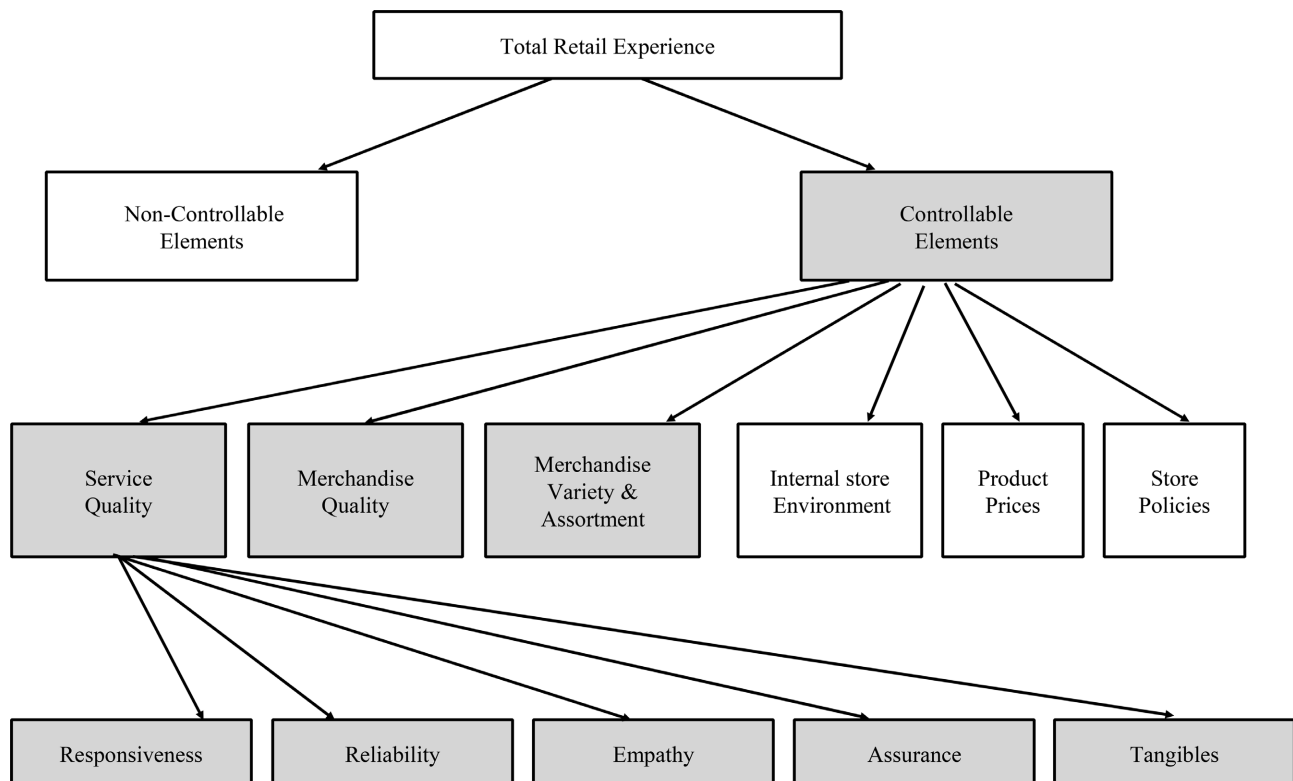 Total Retail Experience
Non-Controllable
Elements
Controllable
Elements
Service
Quality
Merchandise
Quality
Merchandise
Variety &
Assortment
Internal store
Environment
Product
Prices
Store
Policies
Responsiveness
Reliability
Empathy
Assurance
Tangibles